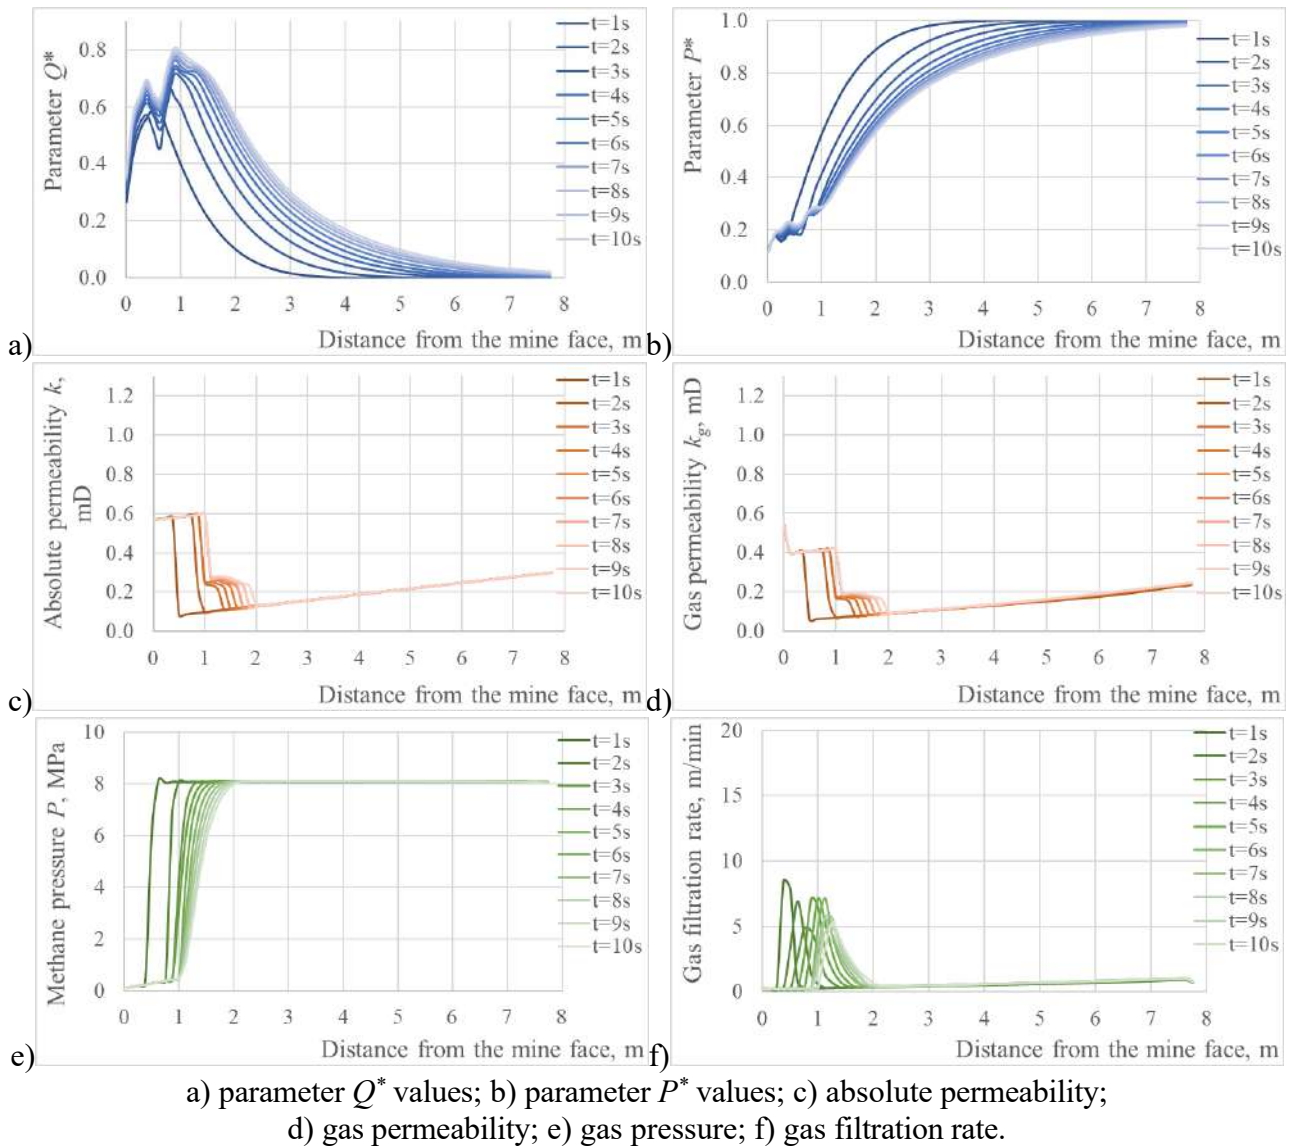 Parameter Q*
0.8
0.6
0.4
0.2
0.0
0 1 2 3 4 5 6 7 8
Distance from the mine face, m
t=1s
t=2s
t=3s
t=4s
t=5s
t=6s
t=7s
t=8s
t=9s
t=10s
a)
Parameter P*
1.0
0.8
0.6
0.4
0.2
0.0
0 1 2 3 4 5 6 7 8
Distance from the mine face, m
t=1s
t=2s
t=3s
t=4s
t=5s
t=6s
t=7s
t=8s
t=9s
t=10s
b)
Absolute permeability k,
mD
1.2
1.0
0.8
0.6
0.4
0.2
0.0
0 1 2 3 4 5 6 7 8
Distance from the mine face, m
t=1s
t=2s
t=3s
t=4s
t=5s
t=6s
t=7s
t=8s
t=9s
t=10s
c)
Gas permeability kg, mD
1.2
1.0
0.8
0.6
0.4
0.2
0.0
0 1 2 3 4 5 6 7 8
Distance from the mine face, m
t=1s
t=2s
t=3s
t=4s
t=5s
t=6s
t=7s
t=8s
t=9s
t=10s
d)
Methane pressure P, MPa
10
8
6
4
2
0
0 1 2 3 4 5 6 7 8
Distance from the mine face, m
t=1s
t=2s
t=3s
t=4s
t=5s
t=6s
t=7s
t=8s
t=9s
t=10s
e)
Gas filtration rate, m/min
20
15
10
5
0
0 1 2 3 4 5 6 7 8
Distance from the mine face, m
t=1s
t=2s
t=3s
t=4s
t=5s
t=6s
t=7s
t=8s
t=9s
t=10s
f)
a) parameter Q* values; b) parameter P* values; c) absolute permeability;
d) gas permeability; e) gas pressure; f) gas filtration rate.